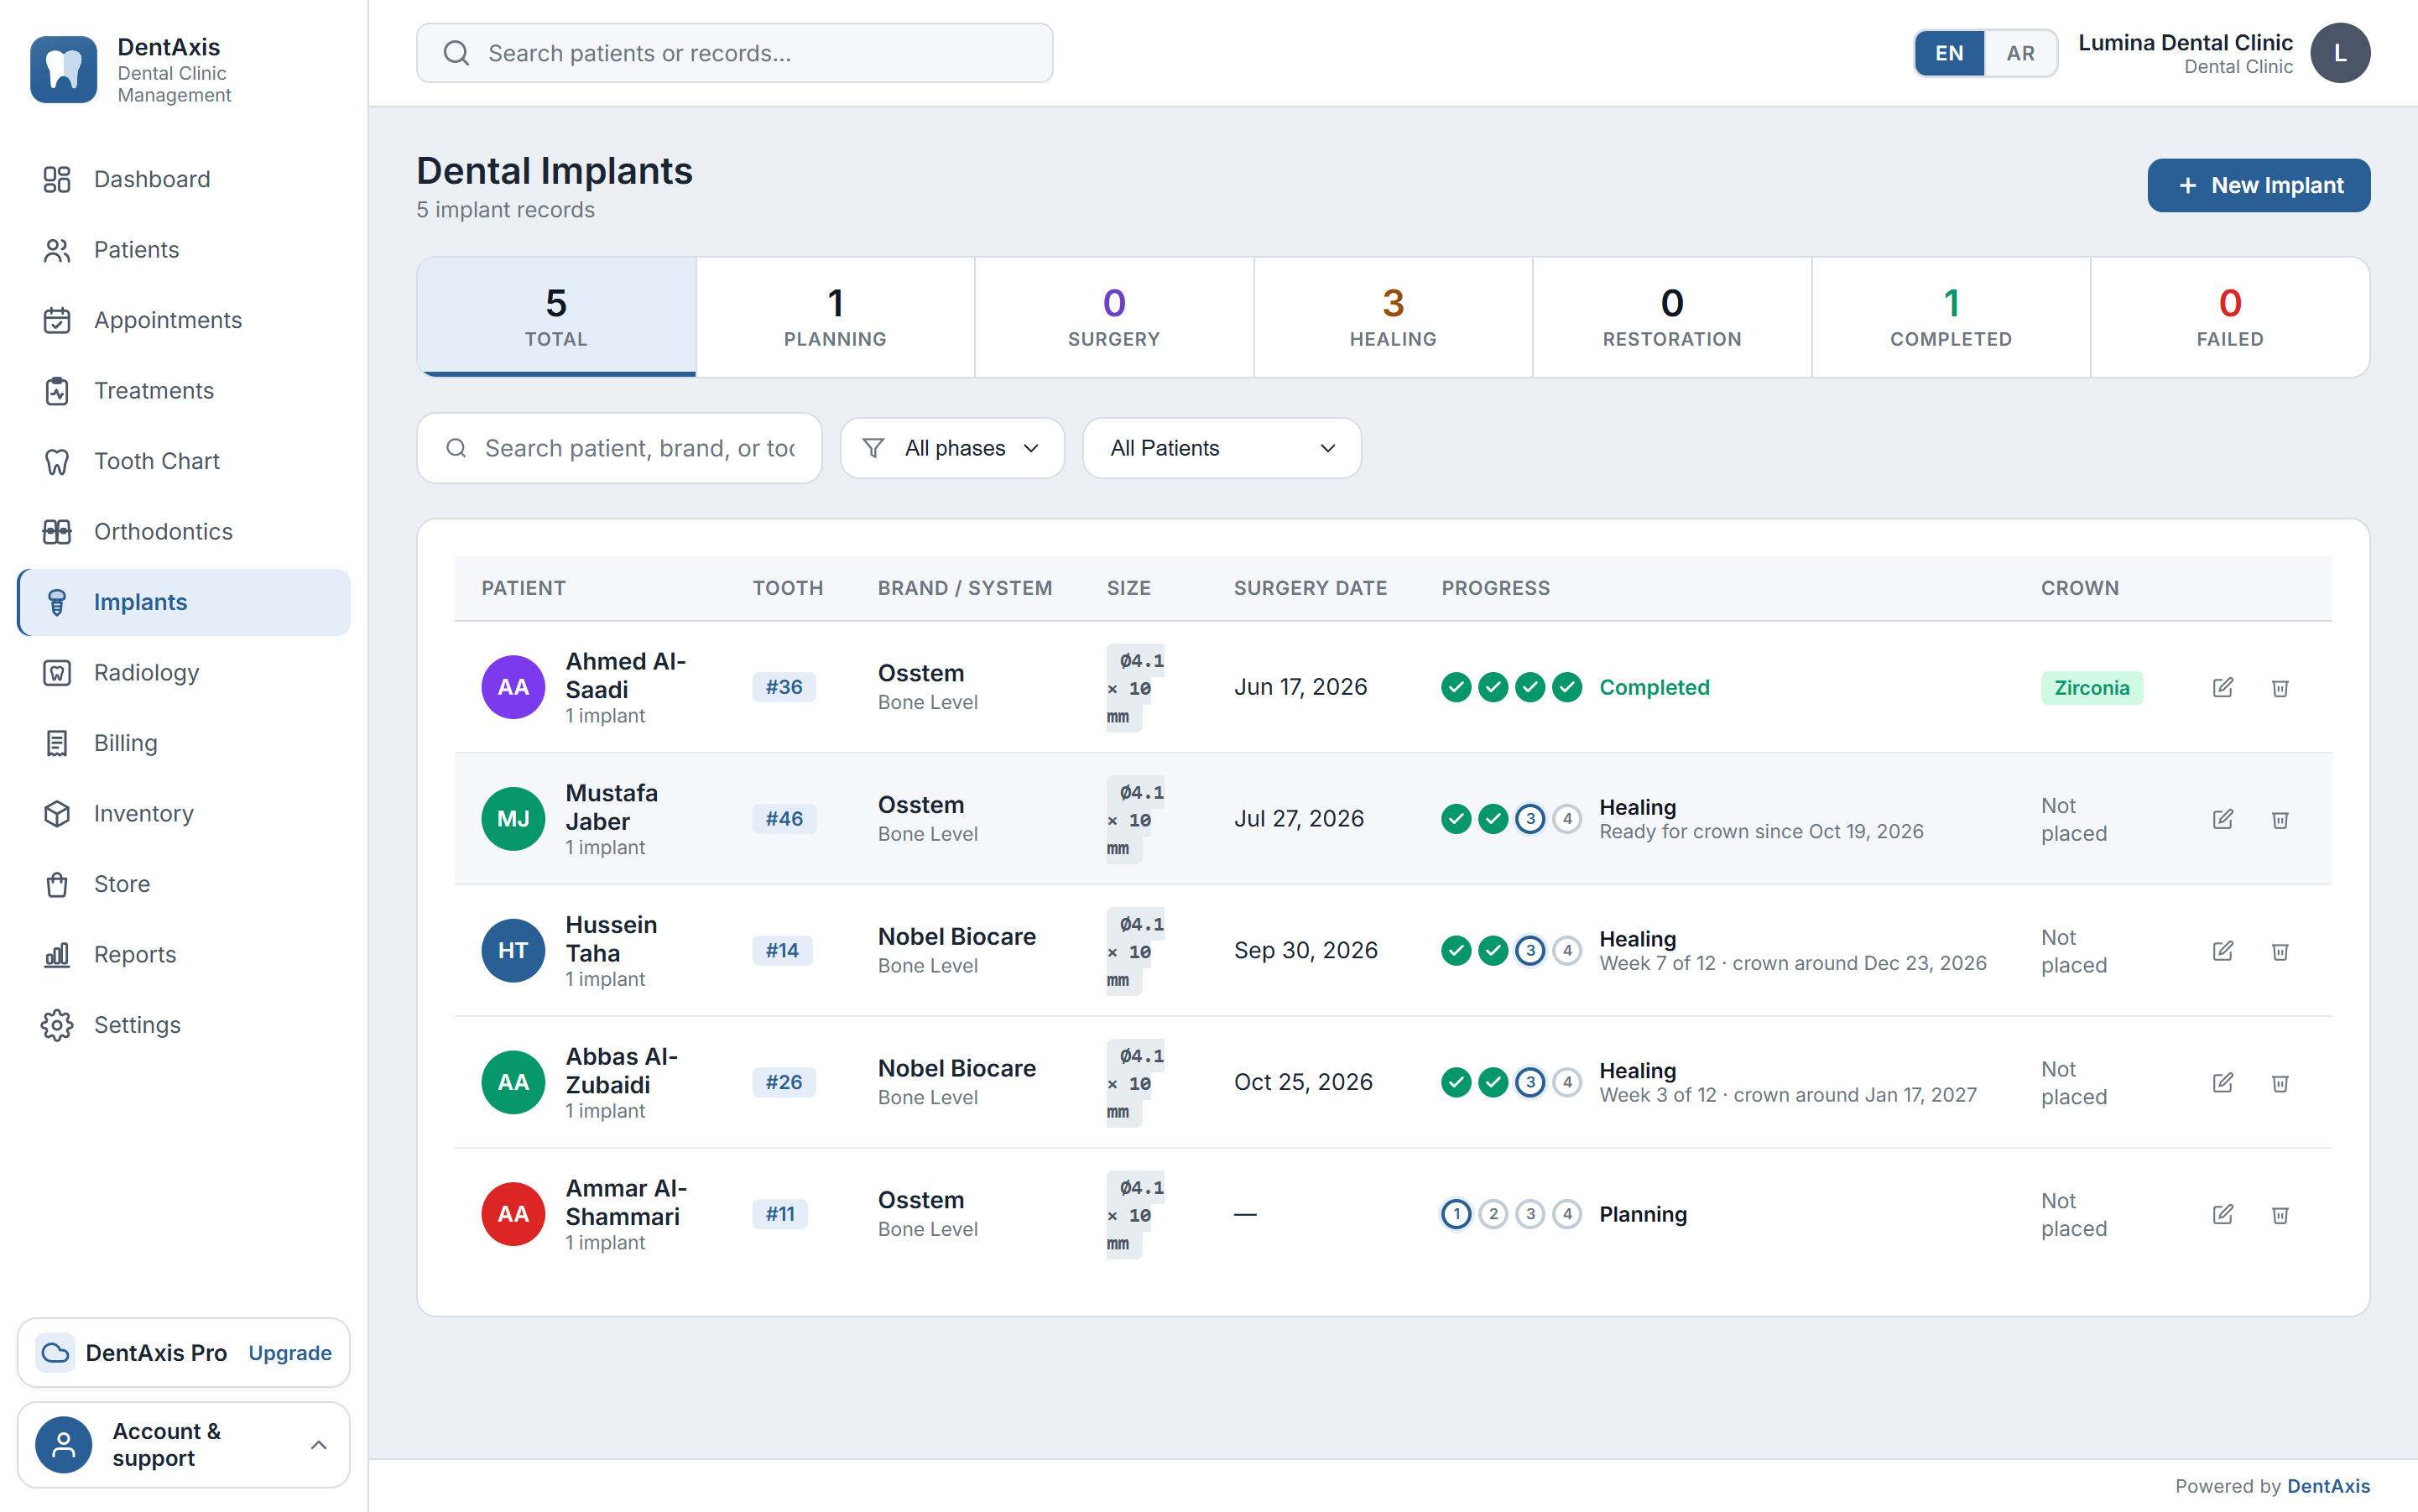 DentAxis
Dental Clinic
Management
Dashboard
Patients
Appointments
Treatments
Tooth Chart
Orthodontics
Implants
Radiology
Billing
Inventory
Store
Reports
Settings
DentAxis Pro Upgrade
Account &
support
Search patients or records...
EN AR
Lumina Dental Clinic
Dental Clinic
L
Dental Implants
5 implant records
+ New Implant
5
TOTAL
1
PLANNING
0
SURGERY
3
HEALING
0
RESTORATION
1
COMPLETED
0
FAILED
Search patient, brand, or too
All phases
All Patients
PATIENT TOOTH BRAND / SYSTEM SIZE SURGERY DATE PROGRESS CROWN
AA
Ahmed Al-
Saadi
1 implant
#36
Osstem
Bone Level
Ø4.1
× 10
mm
Jun 17, 2026
Completed
Zirconia
MJ
Mustafa
Jaber
1 implant
#46
Osstem
Bone Level
Ø4.1
× 10
mm
Jul 27, 2026
3 4
Healing
Ready for crown since Oct 19, 2026
Not
placed
HT
Hussein
Taha
1 implant
#14
Nobel Biocare
Bone Level
Ø4.1
× 10
mm
Sep 30, 2026
3 4
Healing
Week 7 of 12 · crown around Dec 23, 2026
Not
placed
AA
Abbas Al-
Zubaidi
1 implant
#26
Nobel Biocare
Bone Level
Ø4.1
× 10
mm
Oct 25, 2026
3 4
Healing
Week 3 of 12 · crown around Jan 17, 2027
Not
placed
AA
Ammar Al-
Shammari
1 implant
#11
Osstem
Bone Level
Ø4.1
× 10
mm
—
1 2 3 4
Planning
Not
placed
Powered by DentAxis